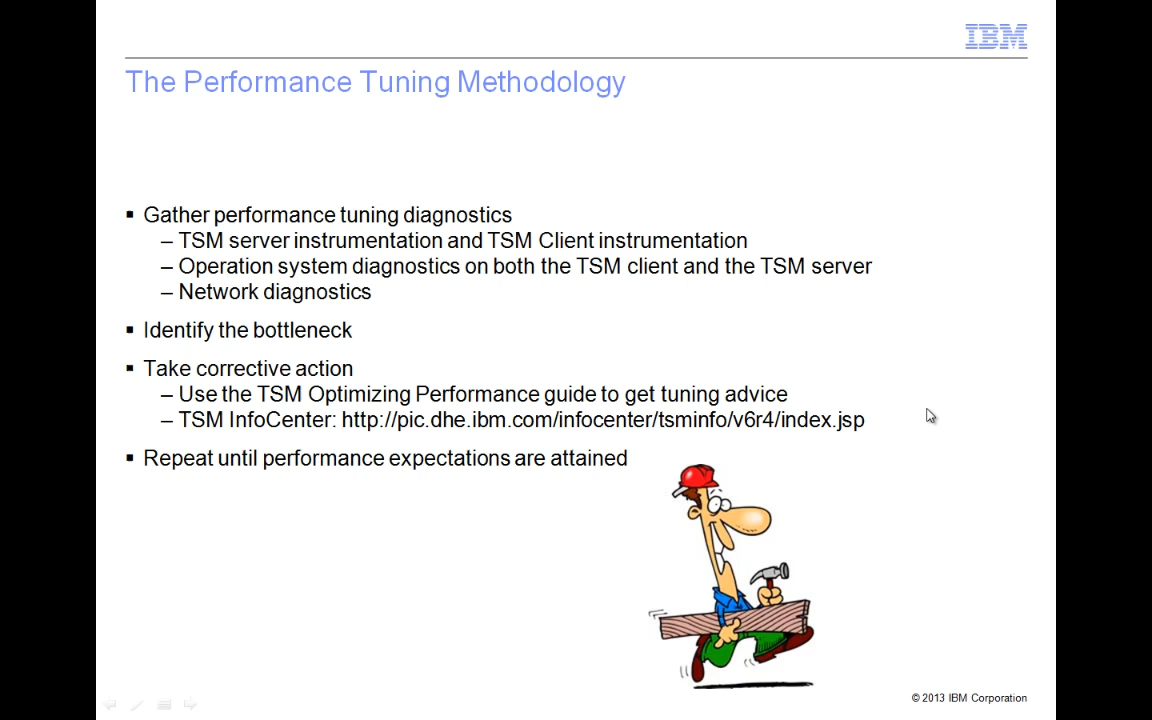 IBM
The Performance Tuning Methodology
▪ Gather performance tuning diagnostics
– TSM server instrumentation and TSM Client instrumentation
– Operation system diagnostics on both the TSM client and the TSM server
– Network diagnostics
▪ Identify the bottleneck
▪ Take corrective action
– Use the TSM Optimizing Performance guide to get tuning advice
– TSM InfoCenter: http://pic.dhe.ibm.com/infocenter/tsminfo/v6r4/index.jsp
▪ Repeat until performance expectations are attained
© 2013 IBM Corporation